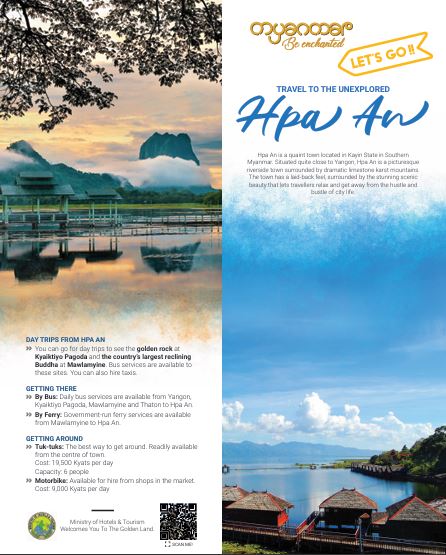 DAY TRIPS FROM HPA AN
» You can go for day trips to see the golden rock at
Kyaiktiyo Pagoda and the country's largest reclining
Buddha at Mawlamyine. Bus services are available to
these sites. You can also hire taxis.
GETTING THERE
» By Bus: Daily bus services are available from Yangon,
Kyaiktiyo Pagoda, Mawlamyine and Thaton to Hpa An.
» By Ferry: Government-run ferry services are available
from Mawlamyine to Hpa An.
GETTING AROUND
» Tuk-tuks: The best way to get around. Readily available
from the centre of town.
Cost: 19,500 Kyats per day
Capacity: 6 people
» Motorbike: Available for hire from shops in the market.
Cost: 9,000 Kyats per day
Ministry of Hotels & Tourism
Welcomes You To The Golden Land.
SCAN ME!
myanmar
Be enchanted
LET'S GO!!
TRAVEL TO THE UNEXPLORED
Hpa An
Hpa An is a quaint town located in Kayin State in Southern
Myanmar. Situated quite close to Yangon, Hpa An is a picturesque
riverside town surrounded by dramatic limestone karst mountains.
The town has a laid-back feel, surrounded by the stunning scenic
beauty that lets travellers relax and get away from the hustle and
bustle of city life.